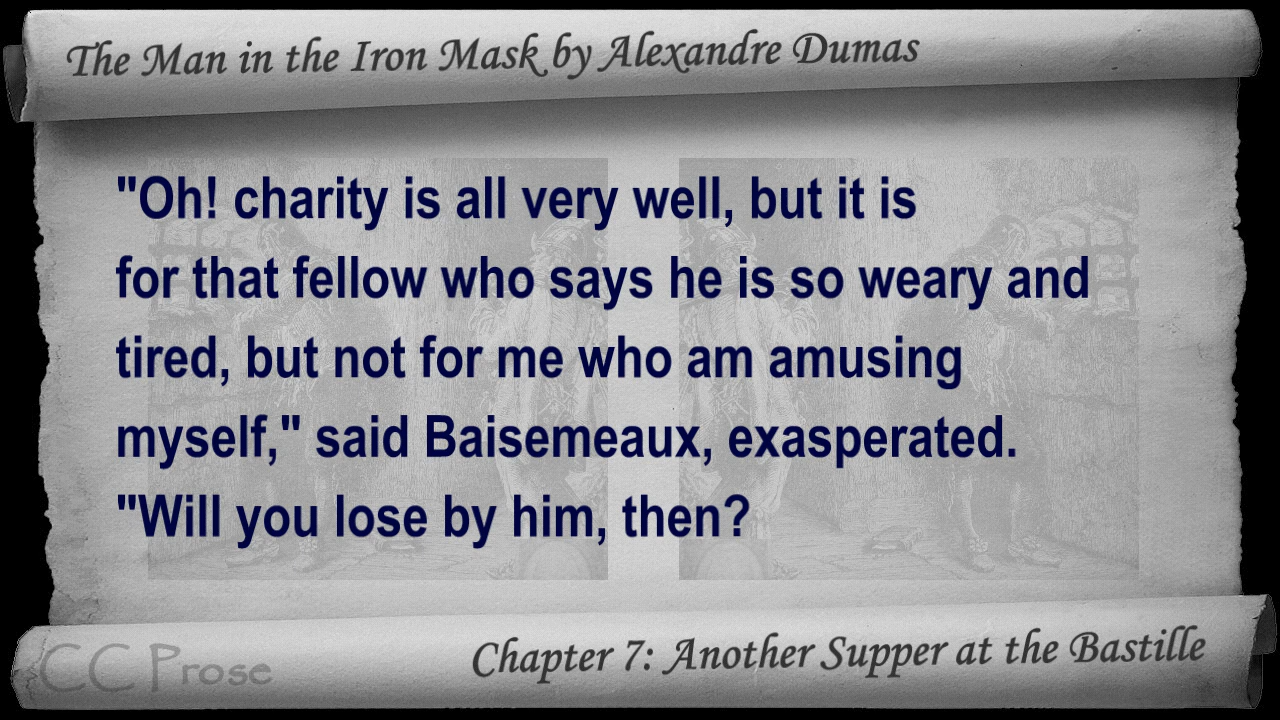 The Man in the Iron Mask by Alexandre Dumas
"Oh! charity is all very well, but it is
for that fellow who says he is so weary and
tired, but not for me who am amusing
myself," said Baisemeaux, exasperated.
"Will you lose by him, then?
Chapter 7: Another Supper at the Bastille
CC Prose